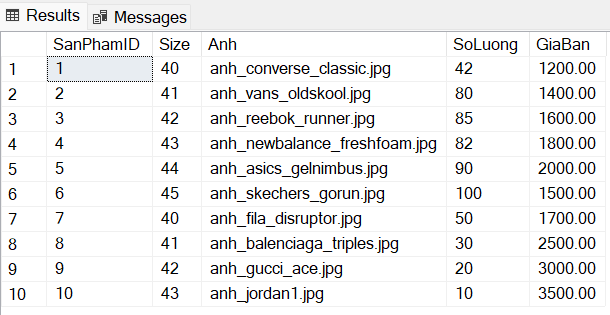 Results Messages
SanPhamID Size Anh SoLuong GiaBan
1 1 40 anh_converse_classic.jpg 42 1200.00
2 2 41 anh_vans_oldskool.jpg 80 1400.00
3 3 42 anh_reebok_runner.jpg 85 1600.00
4 4 43 anh_newbalance_freshfoam.jpg 82 1800.00
5 5 44 anh_asics_gelnimbus.jpg 90 2000.00
6 6 45 anh_skechers_gorun.jpg 100 1500.00
7 7 40 anh_fila_disruptor.jpg 50 1700.00
8 8 41 anh_balenciaga_triples.jpg 30 2500.00
9 9 42 anh_gucci_ace.jpg 20 3000.00
10 10 43 anh_jordan1.jpg 10 3500.00